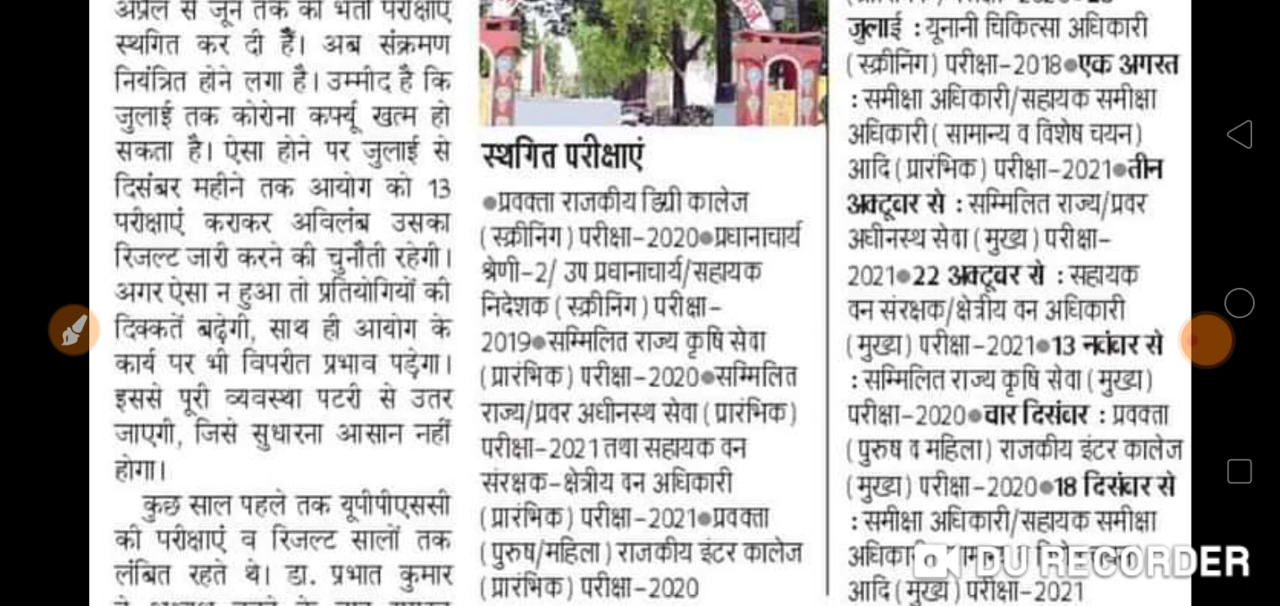 अप्रैल से जून तक की भर्ती परीक्षाएं
स्थगित कर दी हैं। अब संक्रमण
नियंत्रित होने लगा है। उम्मीद है कि
जुलाई तक कोरोना कर्फ्यू खत्म हो
सकता है। ऐसा होने पर जुलाई से
दिसंबर महीने तक आयोग को 13
परीक्षाएं कराकर अविलंब उसका
रिजल्ट जारी करने की चुनौती रहेगी।
अगर ऐसा न हुआ तो प्रतियोगियों की
दिक्कतें बढ़ेगी, साथ ही आयोग के
कार्य पर भी विपरीत प्रभाव पड़ेगा।
इससे पूरी व्यवस्था पटरी से उतर
जाएगी, जिसे सुधारना आसान नहीं
होगा।
कुछ साल पहले तक यूपीपीएससी
की परीक्षाएं व रिजल्ट सालों तक
लंबित रहते थे। डा. प्रभात कुमार
स्थगित परीक्षाएं
●प्रवक्ता राजकीय डिग्री कालेज
(स्क्रीनिंग) परीक्षा-2020●प्रधानाचार्य
श्रेणी-2/ उप प्रधानाचार्य/सहायक
निदेशक (स्क्रीनिंग) परीक्षा-
2019●सम्मिलित राज्य कृषि सेवा
(प्रारंभिक) परीक्षा-2020●सम्मिलित
राज्य/प्रवर अधीनस्थ सेवा (प्रारंभिक)
परीक्षा-2021 तथा सहायक वन
संरक्षक-क्षेत्रीय वन अधिकारी
(प्रारंभिक) परीक्षा-2021●प्रवक्ता
(पुरुष/महिला) राजकीय इंटर कालेज
(प्रारंभिक) परीक्षा-2020
जुलाई : यूनानी चिकित्सा अधिकारी
(स्क्रीनिंग) परीक्षा-2018●एक अगस्त
: समीक्षा अधिकारी/सहायक समीक्षा
अधिकारी (सामान्य व विशेष चयन)
आदि (प्रारंभिक) परीक्षा-2021●तीन
अक्टूबर से : सम्मिलित राज्य/प्रवर
अधीनस्थ सेवा (मुख्य) परीक्षा-
2021●22 अक्टूबर से : सहायक
वन संरक्षक/क्षेत्रीय वन अधिकारी
(मुख्य) परीक्षा-2021●13 नवंबर से
: सम्मिलित राज्य कृषि सेवा (मुख्य)
परीक्षा-2020●चार दिसंबर : प्रवक्ता
(पुरुष व महिला) राजकीय इंटर कालेज
(मुख्य) परीक्षा-2020●18 दिसंबर से
: समीक्षा अधिकारी/सहायक समीक्षा
आदि (मुख्य) परीक्षा-2021
DU RECORDER